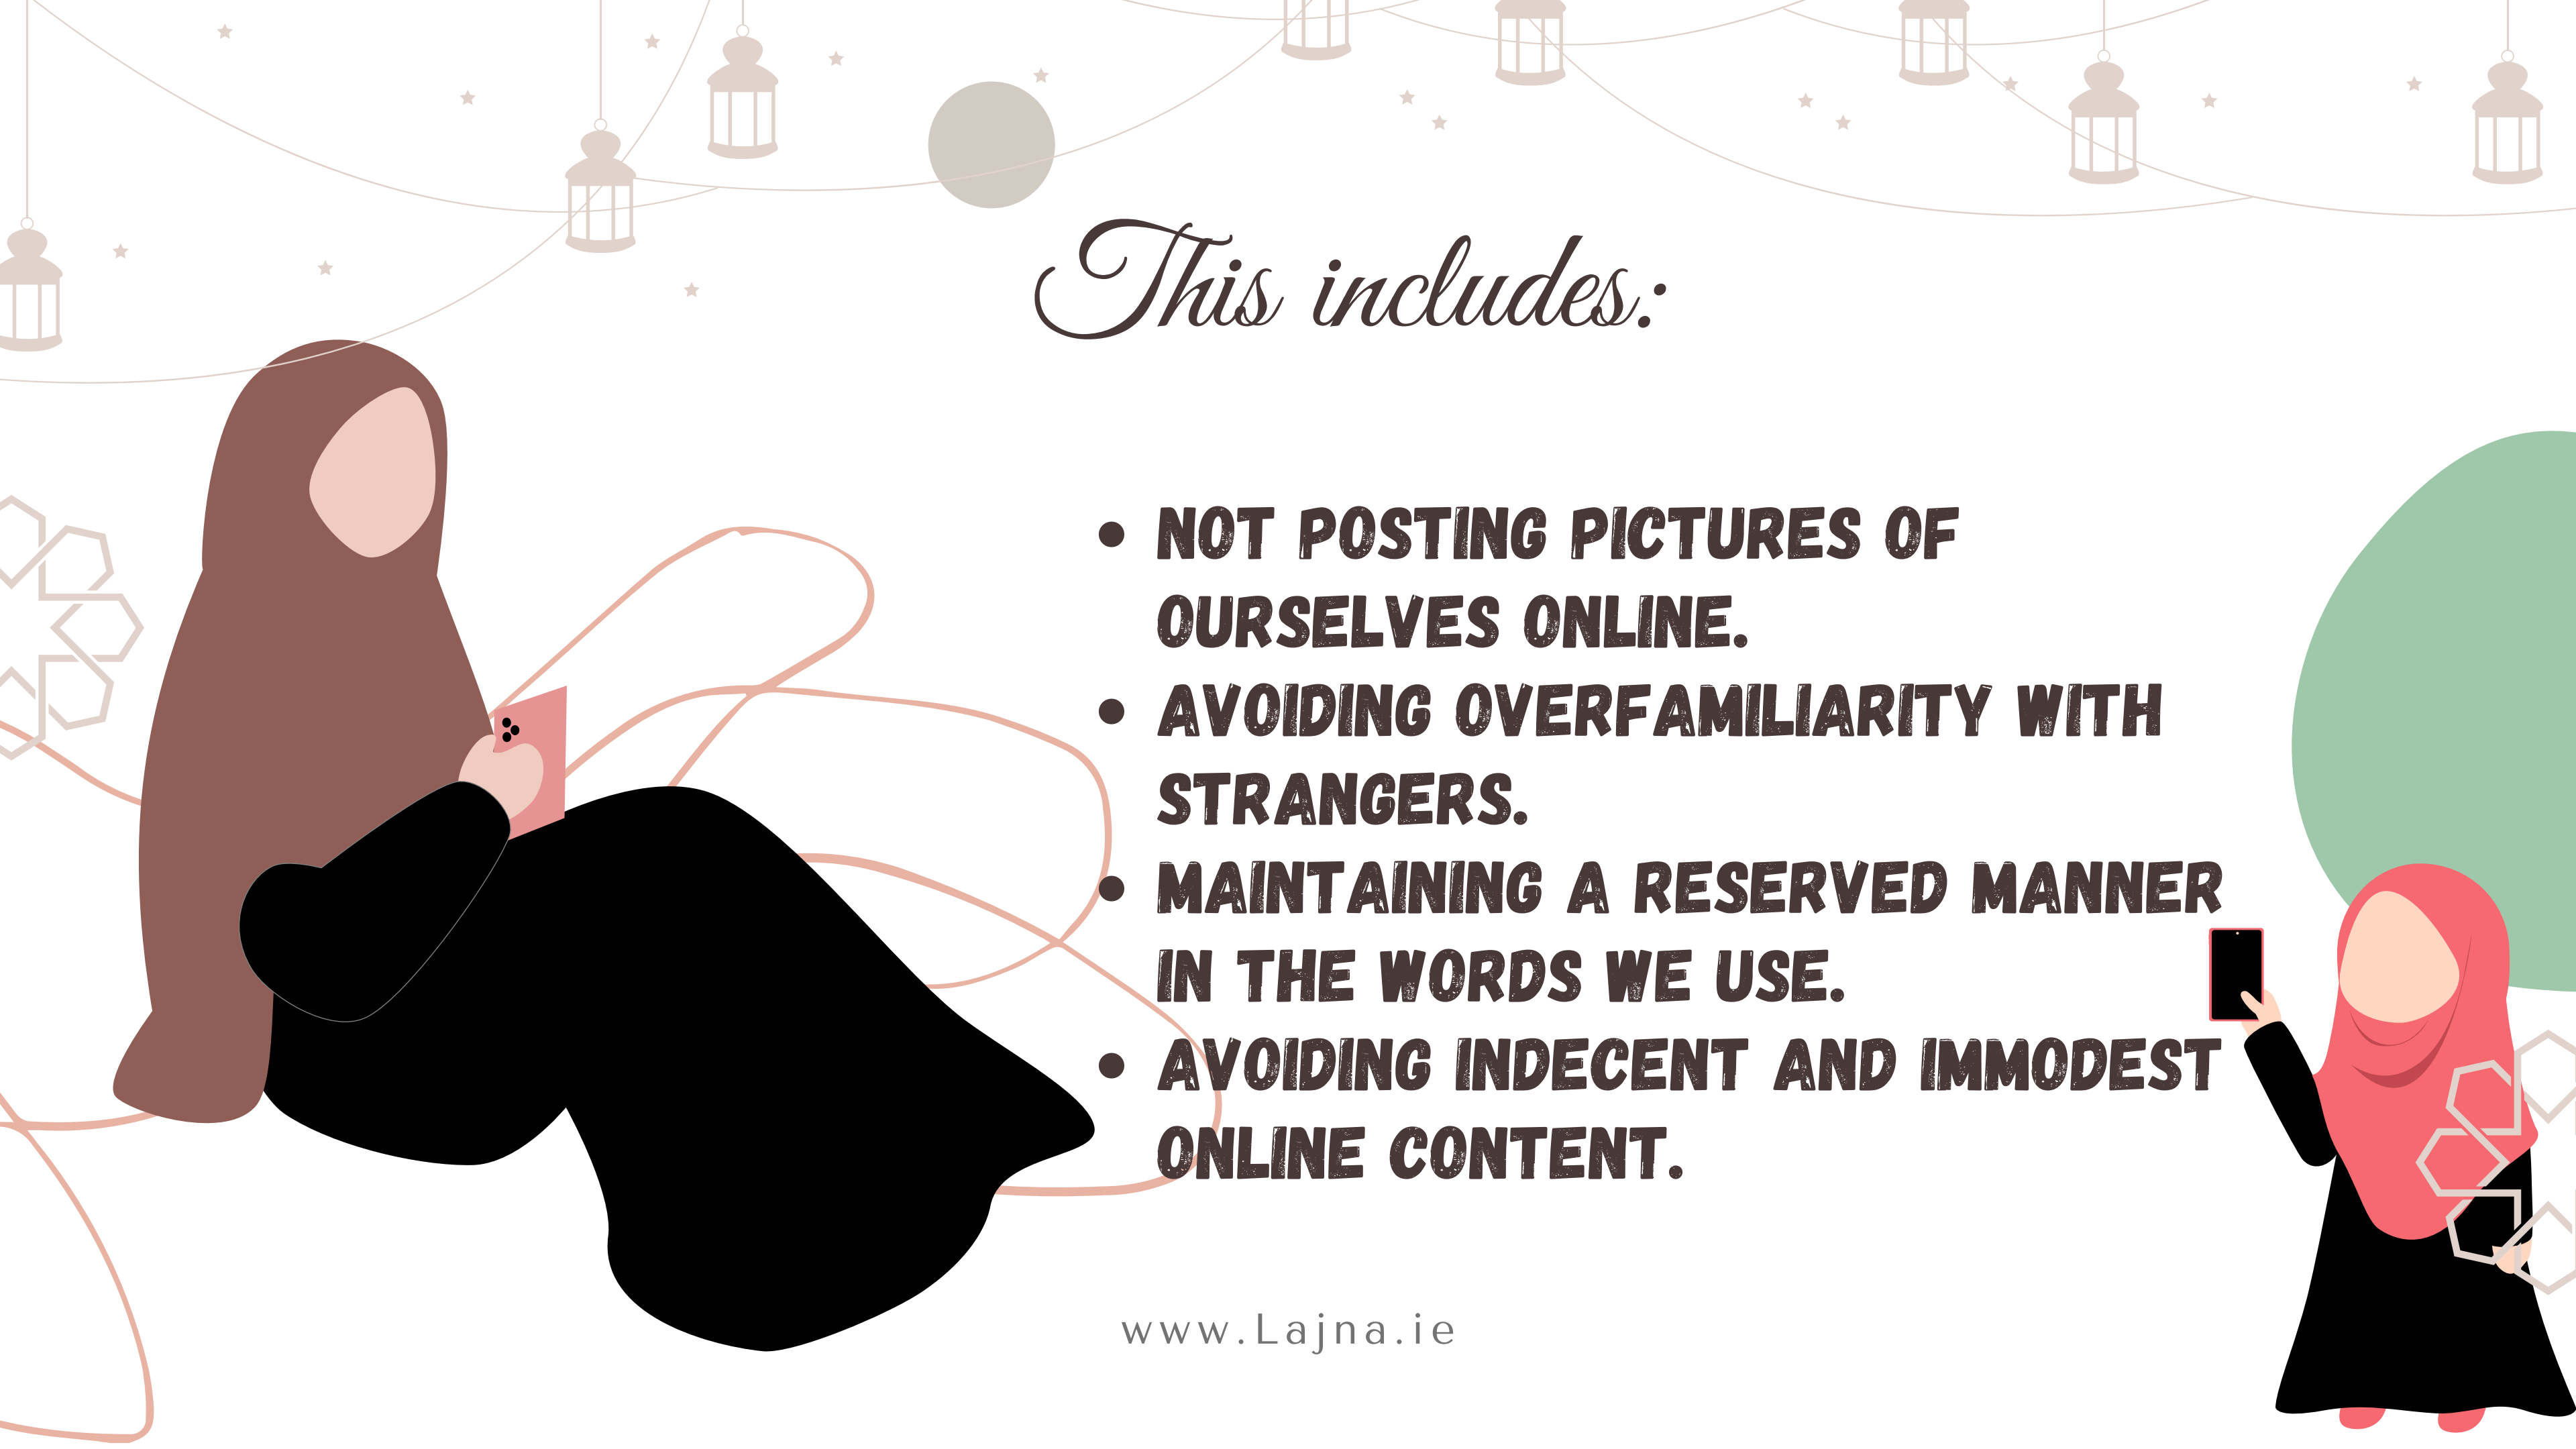 This includes:
• NOT POSTING PICTURES OF
OURSELVES ONLINE.
• AVOIDING OVERFAMILIARITY WITH
STRANGERS.
• MAINTAINING A RESERVED MANNER
IN THE WORDS WE USE.
• AVOIDING INDECENT AND IMMODEST
ONLINE CONTENT.
www.Lajna.ie